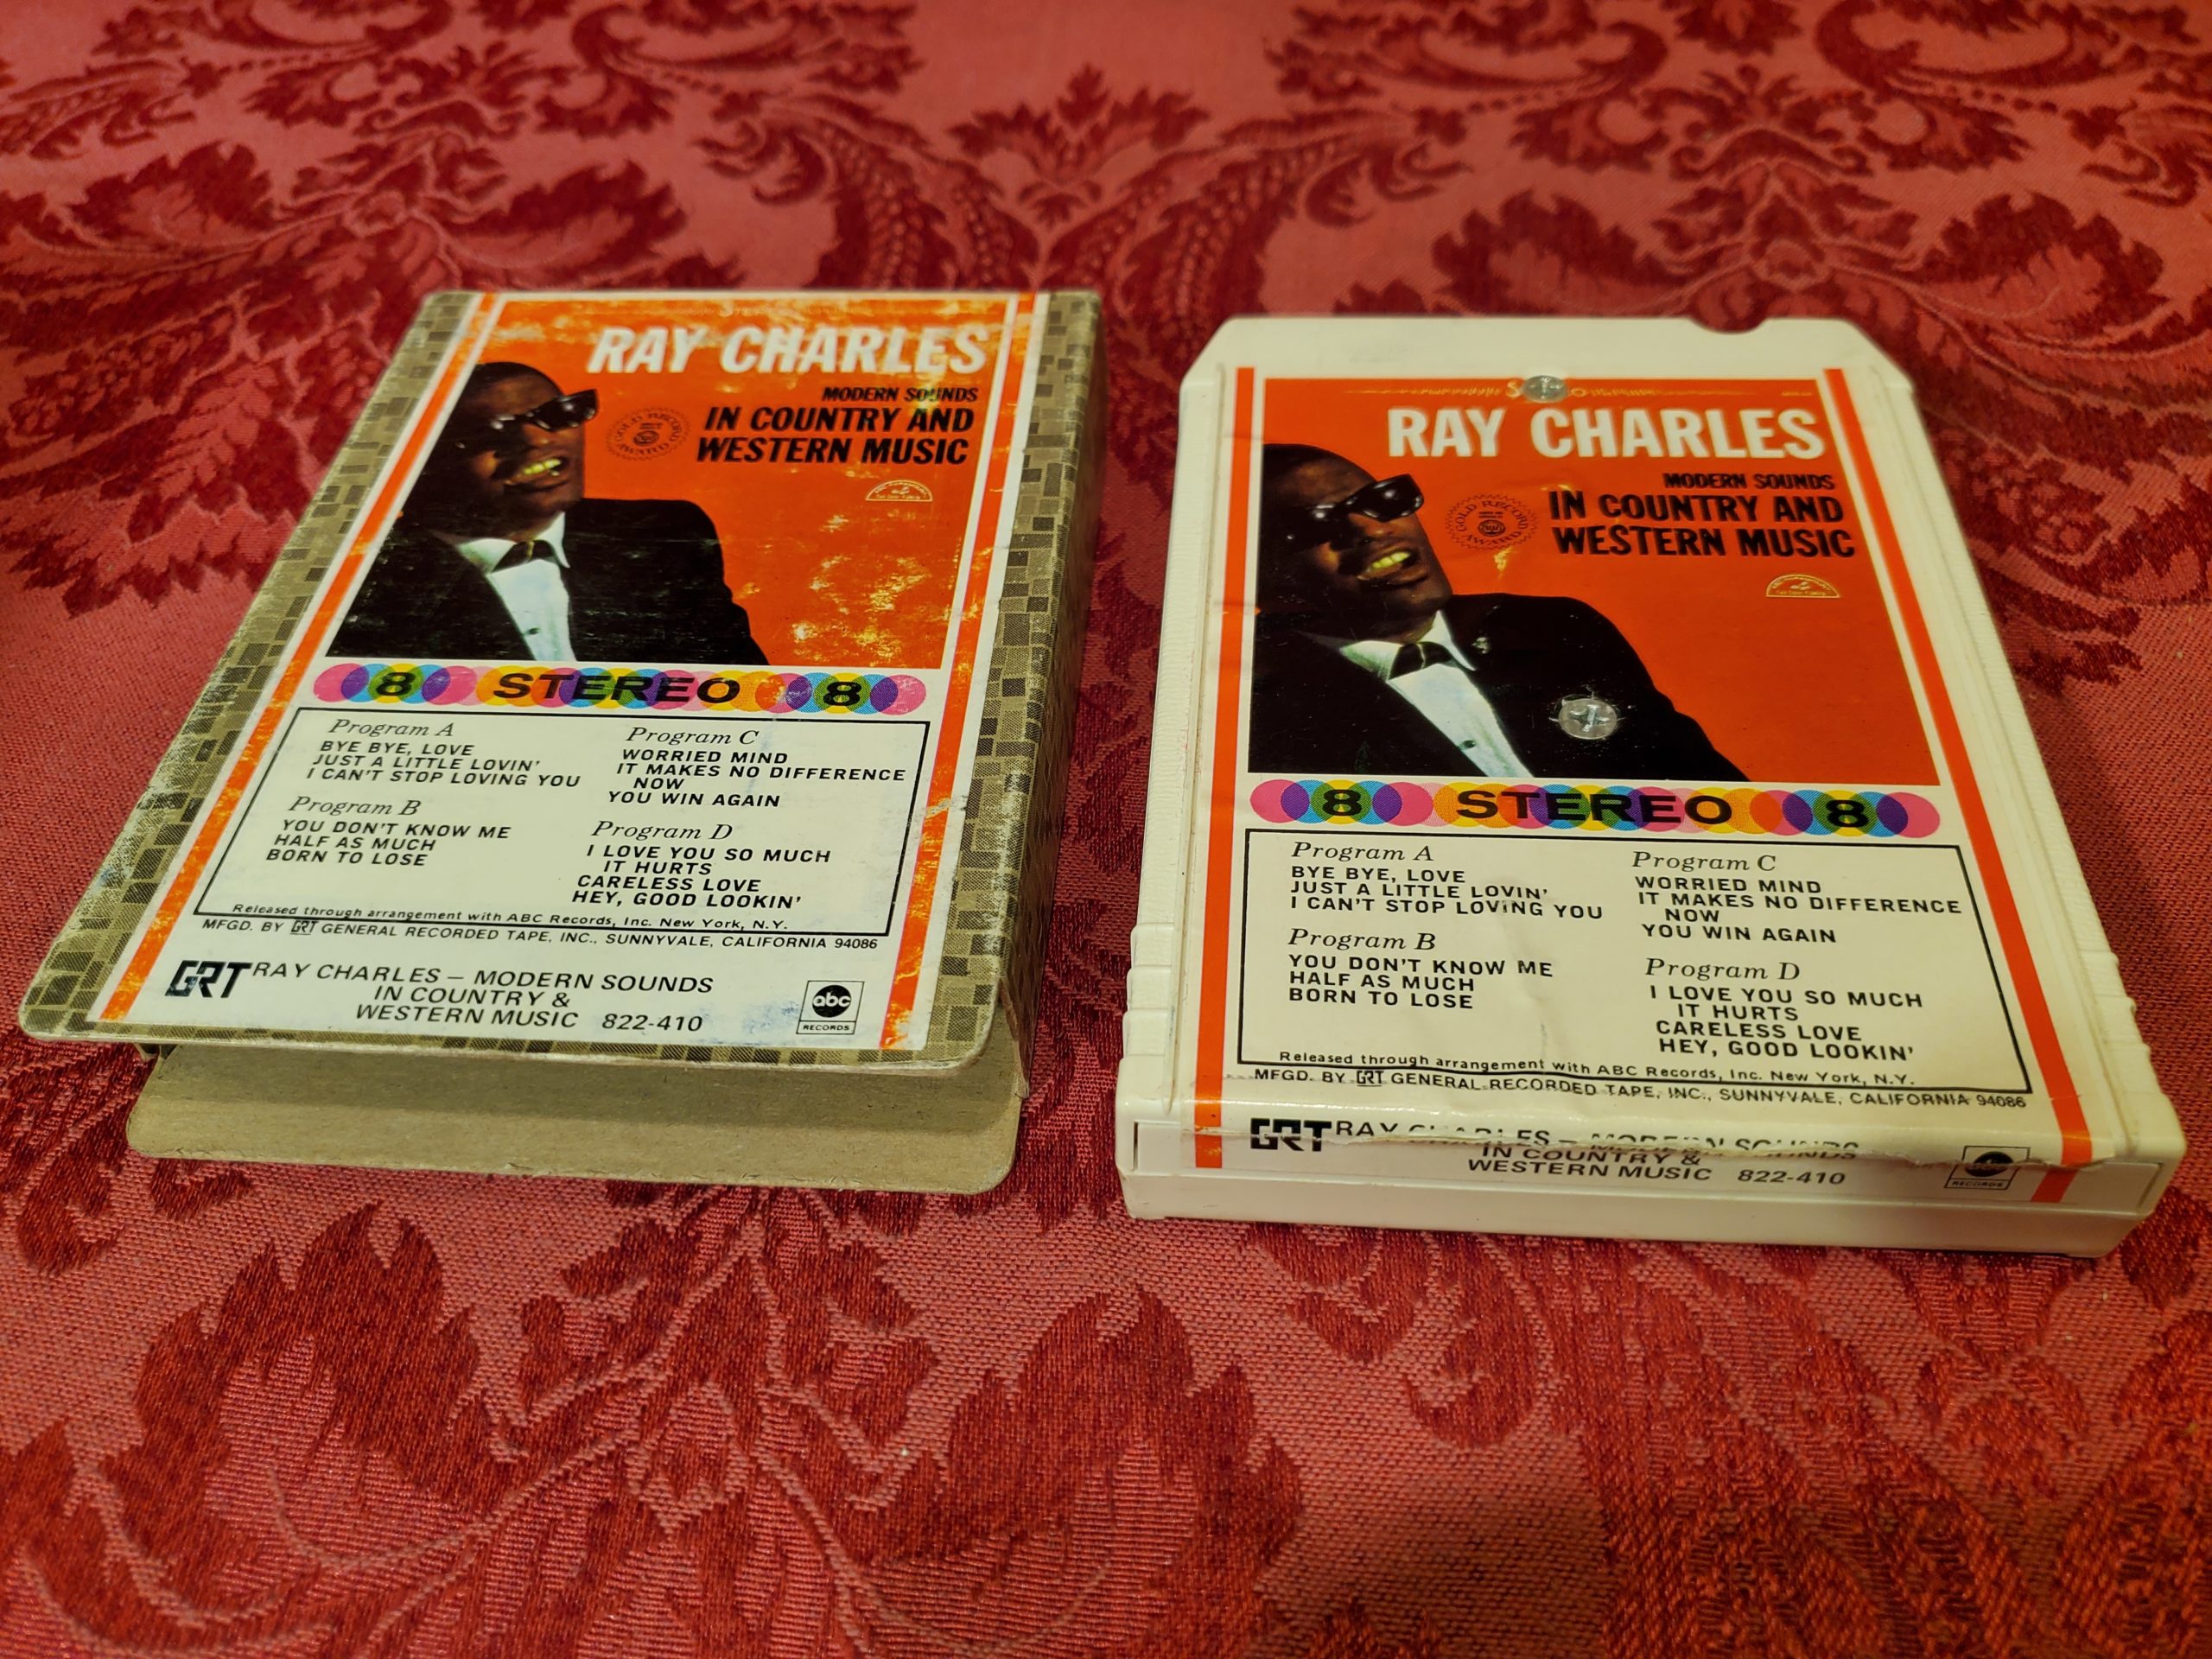 RAY CHARLES
MODERN SOUNDS
IN COUNTRY AND
WESTERN MUSIC
GOLD RECORD
AWARD
8 STEREO 8
Program A
BYE BYE, LOVE
JUST A LITTLE LOVIN'
I CAN'T STOP LOVING YOU
Program B
YOU DON'T KNOW ME
HALF AS MUCH
BORN TO LOSE
Program C
WORRIED MIND
IT MAKES NO DIFFERENCE
NOW
YOU WIN AGAIN
Program D
I LOVE YOU SO MUCH
IT HURTS
CARELESS LOVE
HEY, GOOD LOOKIN'
Released through arrangement with ABC Records, Inc. New York, N.Y.
MFGD. BY GRT GENERAL RECORDED TAPE, INC., SUNNYVALE, CALIFORNIA 94086
GRT RAY CHARLES – MODERN SOUNDS
IN COUNTRY &
WESTERN MUSIC 822-410
abc
RECORDS
RAY CHARLES
MODERN SOUNDS
IN COUNTRY AND
WESTERN MUSIC
GOLD RECORD
AWARD
8 STEREO 8
Program A
BYE BYE, LOVE
JUST A LITTLE LOVIN'
I CAN'T STOP LOVING YOU
Program B
YOU DON'T KNOW ME
HALF AS MUCH
BORN TO LOSE
Program C
WORRIED MIND
IT MAKES NO DIFFERENCE
NOW
YOU WIN AGAIN
Program D
I LOVE YOU SO MUCH
IT HURTS
CARELESS LOVE
HEY, GOOD LOOKIN'
Released through arrangement with ABC Records, Inc. New York, N.Y.
MFGD. BY GRT GENERAL RECORDED TAPE, INC., SUNNYVALE, CALIFORNIA 94086
GRT RAY CHARLES – MODERN SOUNDS
IN COUNTRY &
WESTERN MUSIC 822-410
RECORDS